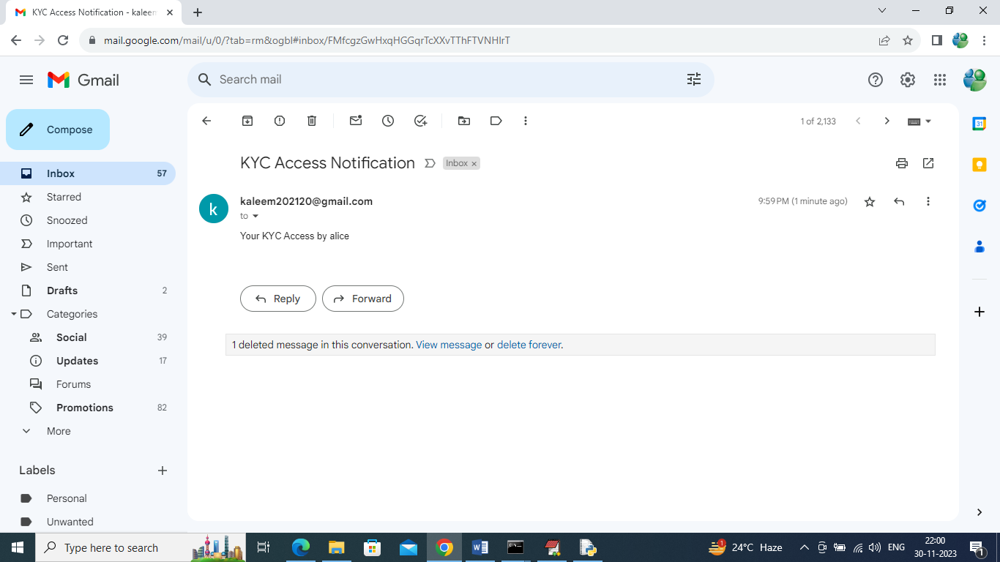 KYC Access Notification - kaleem
mail.google.com/mail/u/0/?tab=rm&ogbl#inbox/FMfcgzGwHxqHGGqrTcXXvTThFTVNHIrT
Gmail
Search mail
Compose
1 of 2,133
KYC Access Notification
Inbox ×
Inbox 57
Starred
Snoozed
Important
Sent
Drafts 2
Categories
Social 39
Updates 17
Forums
Promotions 82
More
Labels +
Personal
Unwanted
k
kaleem202120@gmail.com
9:59 PM (1 minute ago)
to
Your KYC Access by alice
Reply
Forward
1 deleted message in this conversation. View message or delete forever.
31
Type here to search
1
24°C Haze
ENG
22:00
30-11-2023
1